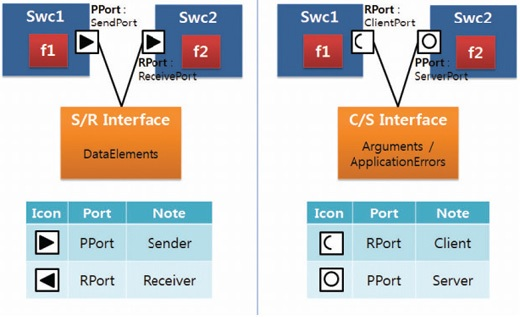 Swc1
PPort :
SendPort
Swc2
f1
f2
RPort :
ReceivePort
S/R Interface
DataElements
Icon Port Note
PPort Sender
RPort Receiver
Swc1
RPort :
ClientPort
Swc2
f1
f2
PPort :
ServerPort
C/S Interface
Arguments /
ApplicationErrors
Icon Port Note
RPort Client
PPort Server